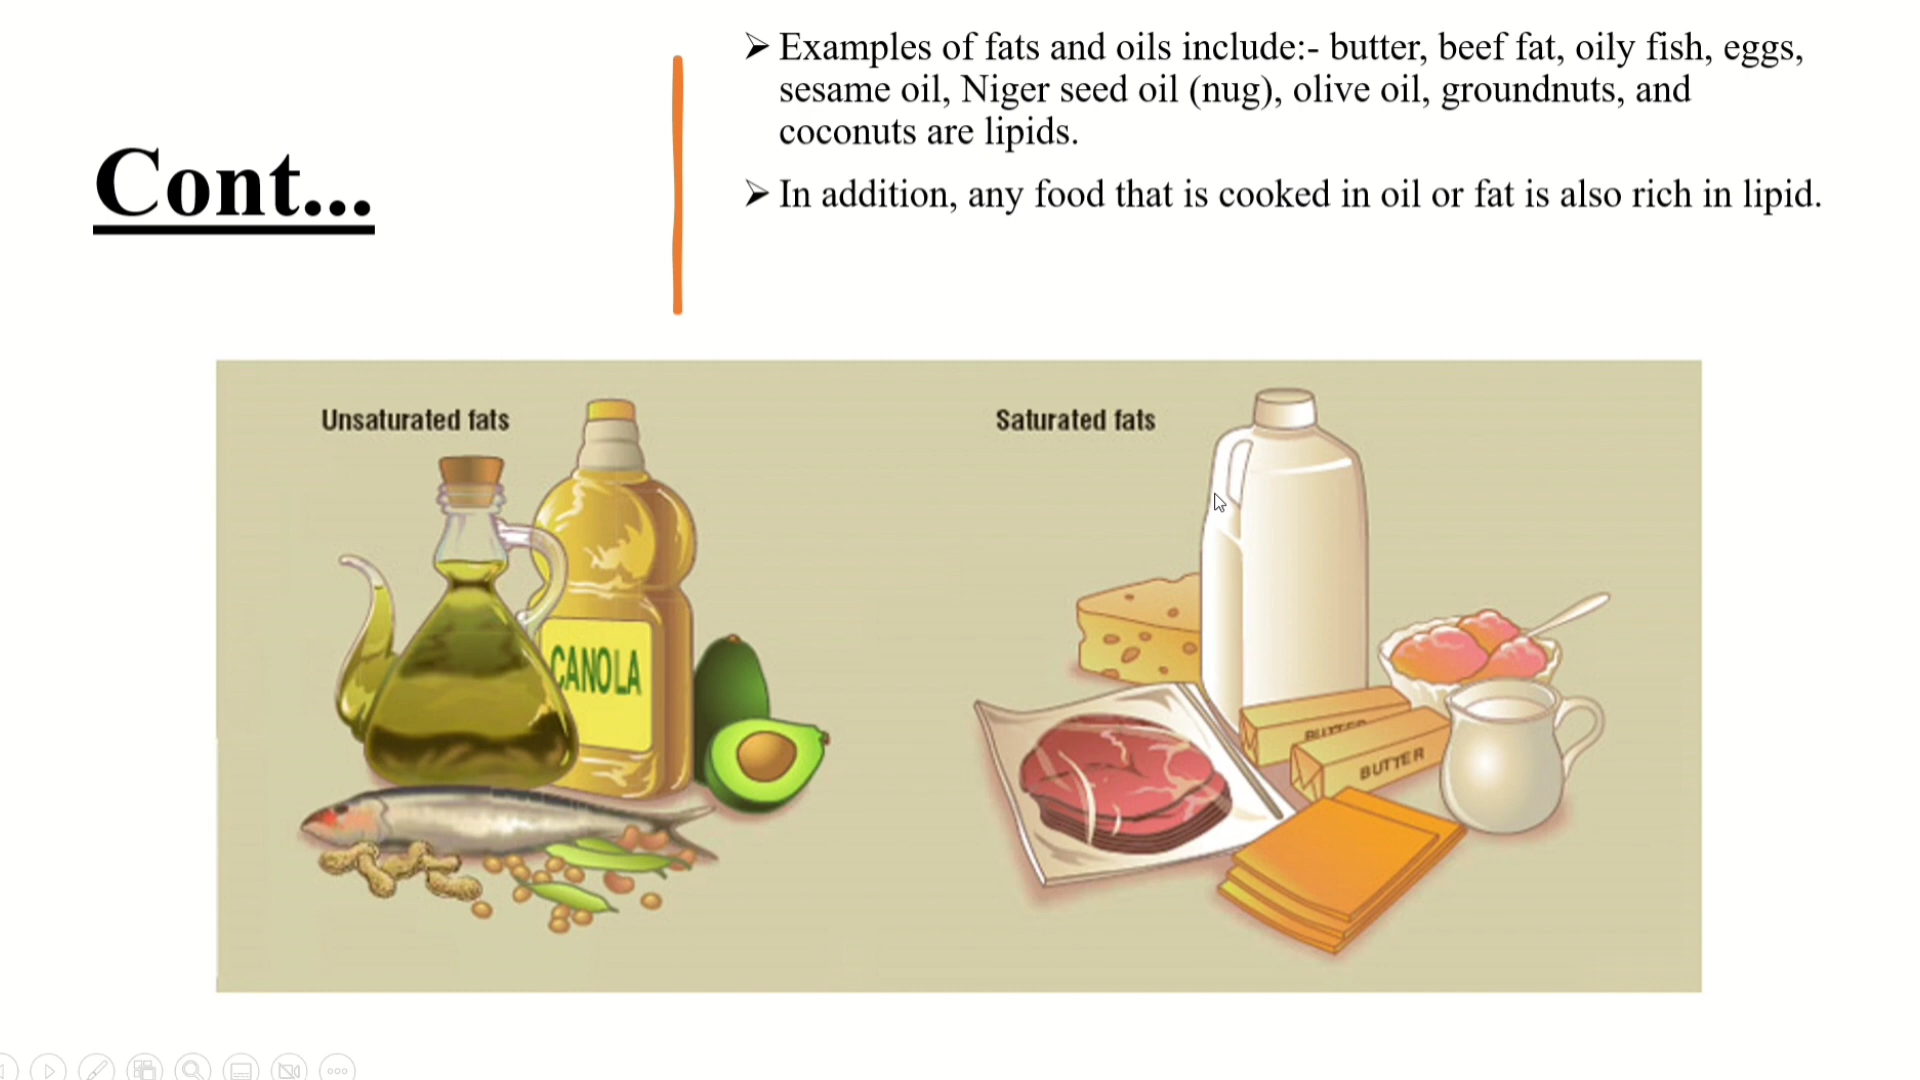 Cont...
➢ Examples of fats and oils include:- butter, beef fat, oily fish, eggs,
sesame oil, Niger seed oil (nug), olive oil, groundnuts, and
coconuts are lipids.
➢ In addition, any food that is cooked in oil or fat is also rich in lipid.
Unsaturated fats
Saturated fats
CANOLA
BUTTER
BUTTER